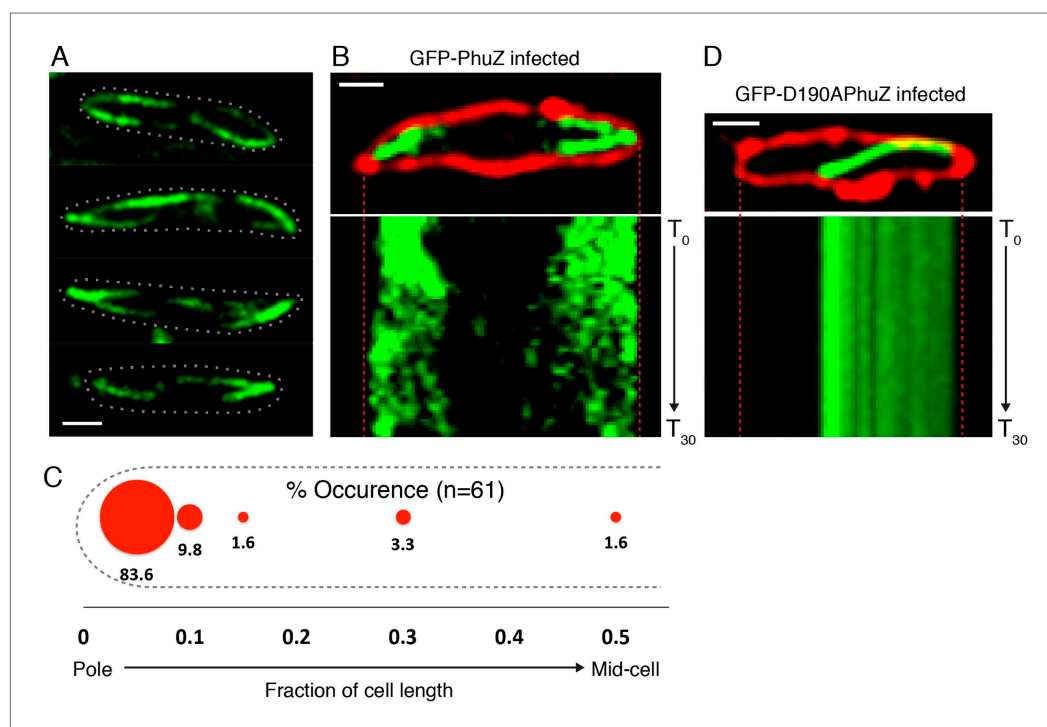 A
B
GFP-PhuZ infected
D
GFP-D190APhuZ infected
T0
T30
T0
T30
C
% Occurence (n=61)
83.6
9.8
1.6
3.3
1.6
0 0.1 0.2 0.3 0.4 0.5
Pole Mid-cell
Fraction of cell length